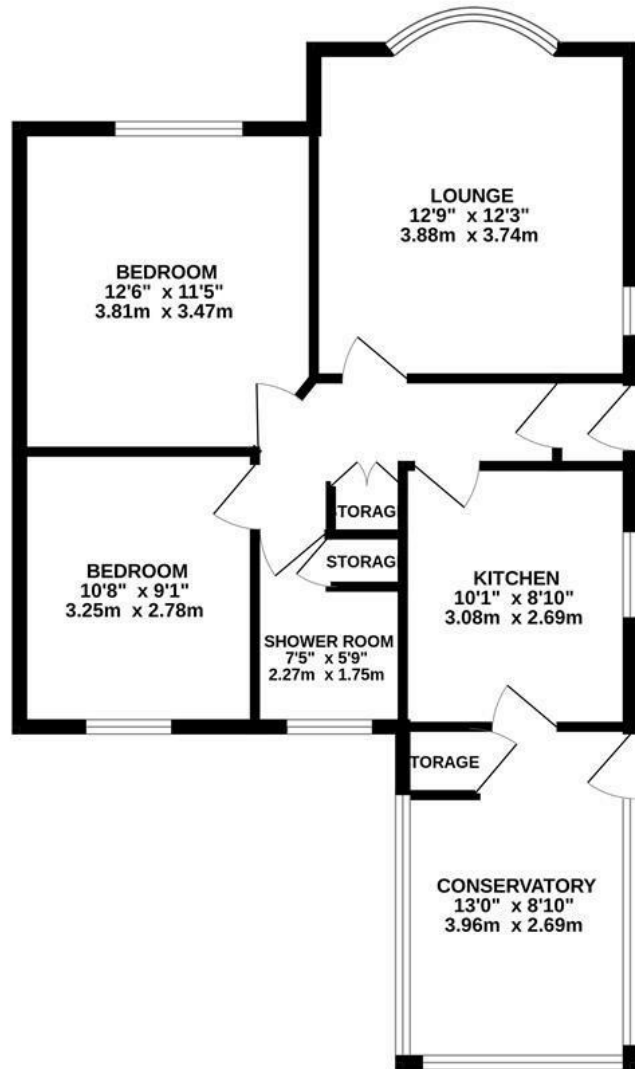 LOUNGE
12'9" x 12'3"
3.88m x 3.74m
BEDROOM
12'6" x 11'5"
3.81m x 3.47m
STORAG
STORAG
BEDROOM
10'8" x 9'1"
3.25m x 2.78m
KITCHEN
10'1" x 8'10"
3.08m x 2.69m
SHOWER ROOM
7'5" x 5'9"
2.27m x 1.75m
TORAGE
CONSERVATORY
13'0" x 8'10"
3.96m x 2.69m